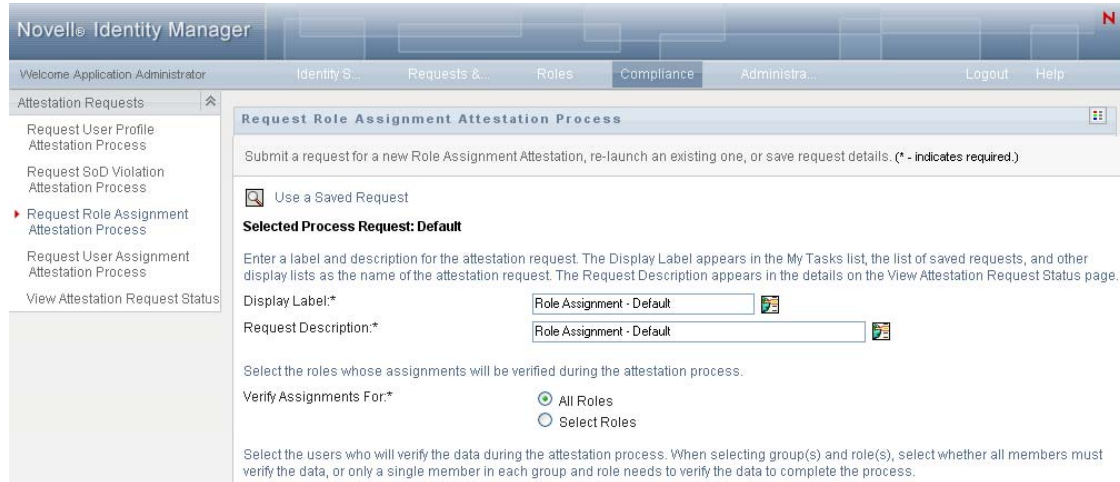 Novell® Identity Manager
N
Welcome Application Administrator
Identity S...
Requests &...
Roles
Compliance
Administra...
Logout
Help
Attestation Requests
Request User Profile
Attestation Process
Request SoD Violation
Attestation Process
Request Role Assignment
Attestation Process
Request User Assignment
Attestation Process
View Attestation Request Status
Request Role Assignment Attestation Process
Submit a request for a new Role Assignment Attestation, re-launch an existing one, or save request details. (* - indicates required.)
Use a Saved Request
Selected Process Request: Default
Enter a label and description for the attestation request. The Display Label appears in the My Tasks list, the list of saved requests, and other
display lists as the name of the attestation request. The Request Description appears in the details on the View Attestation Request Status page.
Display Label:*
Role Assignment - Default
Request Description:*
Role Assignment - Default
Select the roles whose assignments will be verified during the attestation process.
Verify Assignments For:*
All Roles
Select Roles
Select the users who will verify the data during the attestation process. When selecting group(s) and role(s), select whether all members must
verify the data, or only a single member in each group and role needs to verify the data to complete the process.